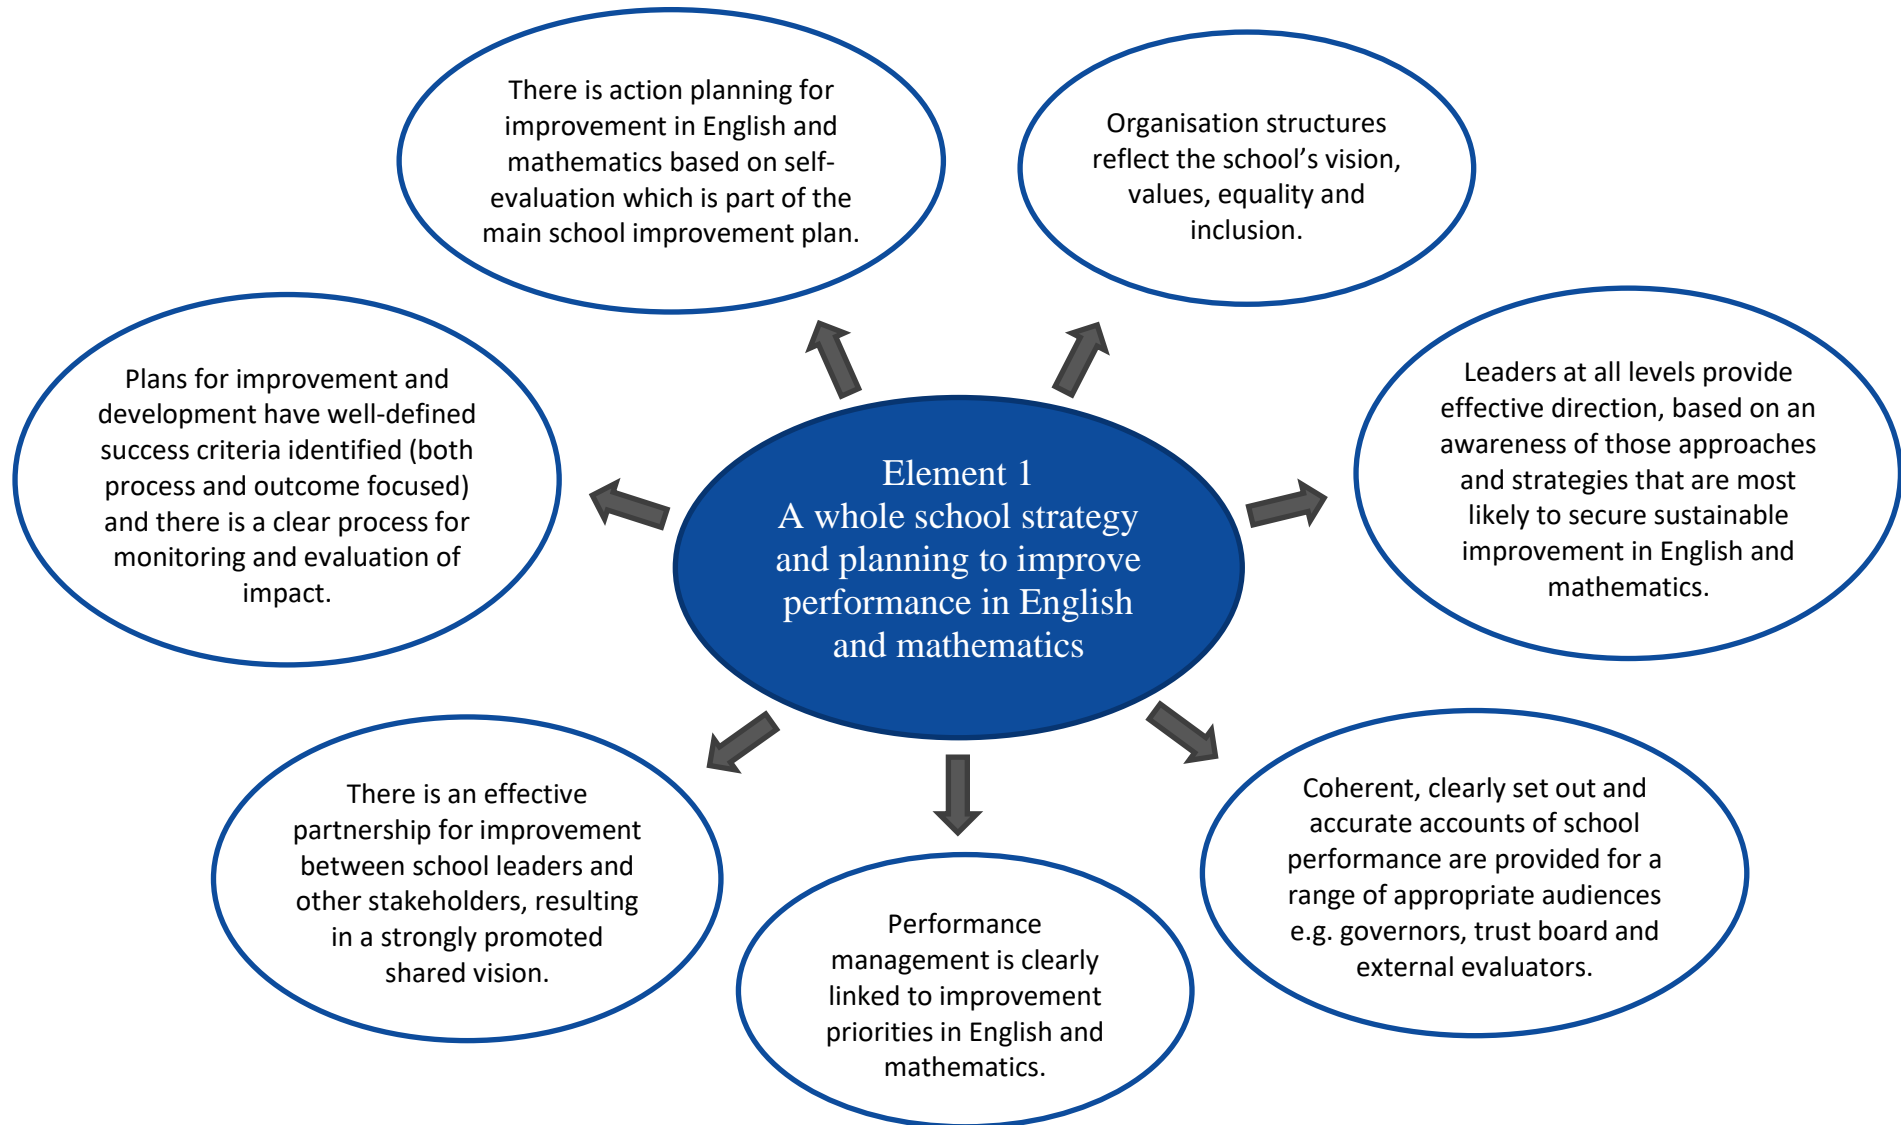 There is action planning for
improvement in English and
mathematics based on self-
evaluation which is part of the
main school improvement plan.
Organisation structures
reflect the school’s vision,
values, equality and
inclusion.
Plans for improvement and
development have well-defined
success criteria identified (both
process and outcome focused)
and there is a clear process for
monitoring and evaluation of
impact.
Element 1
A whole school strategy
and planning to improve
performance in English
and mathematics
Leaders at all levels provide
effective direction, based on an
awareness of those approaches
and strategies that are most
likely to secure sustainable
improvement in English and
mathematics.
There is an effective
partnership for improvement
between school leaders and
other stakeholders, resulting
in a strongly promoted
shared vision.
Performance
management is clearly
linked to improvement
priorities in English and
mathematics.
Coherent, clearly set out and
accurate accounts of school
performance are provided for a
range of appropriate audiences
e.g. governors, trust board and
external evaluators.